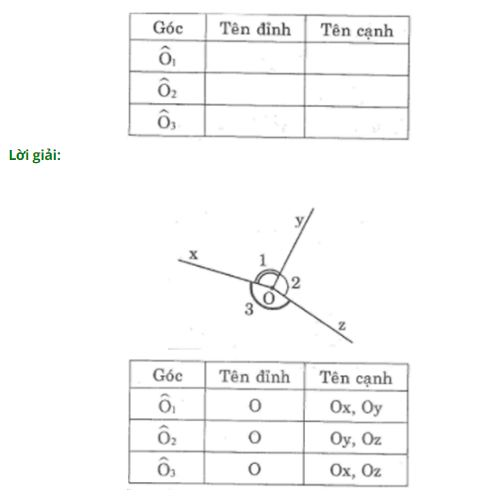 Góc Tên đỉnh Tên cạnh
Ô1
Ô2
Ô3
Lời giải:
y
x
1
2
O
3
z
Góc Tên đỉnh Tên cạnh
Ô1 O Ox, Oy
Ô2 O Oy, Oz
Ô3 O Ox, Oz